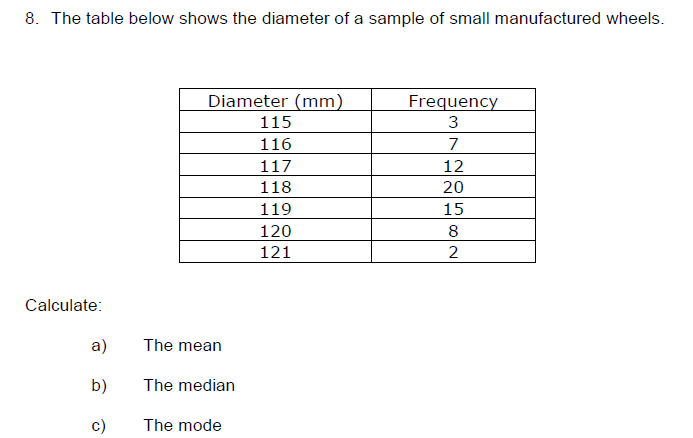 8. The table below shows the diameter of a sample of small manufactured wheels.
Diameter (mm) Frequency
115 3
116 7
117 12
118 20
119 15
120 8
121 2
Calculate:
a) The mean
b) The median
c) The mode